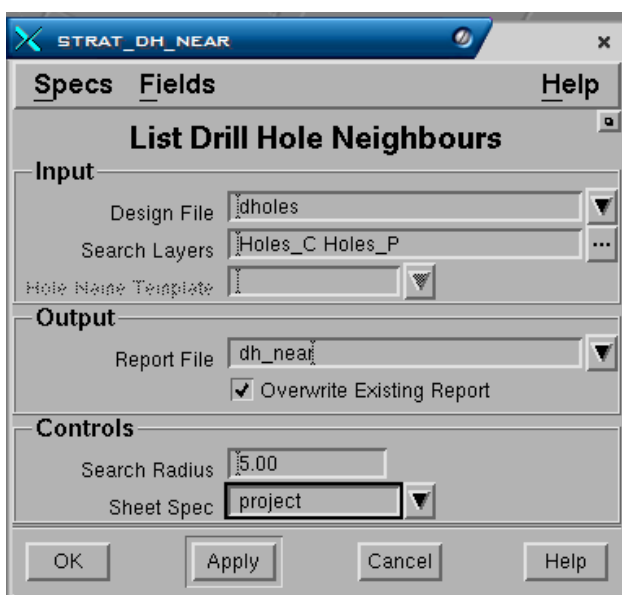 STRAT_DH_NEAR
Specs Fields Help
List Drill Hole Neighbours
Input
Design File dholes
Search Layers Holes_C Holes_P ...
Hole Name Template
Output
Report File dh_near
Overwrite Existing Report
Controls
Search Radius 5.00
Sheet Spec project
OK Apply Cancel Help